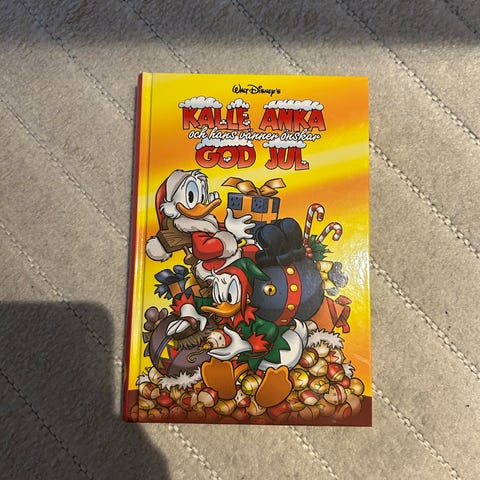 Walt Disney's
KALLE ANKA
och hans vänner önskar
GOD JUL